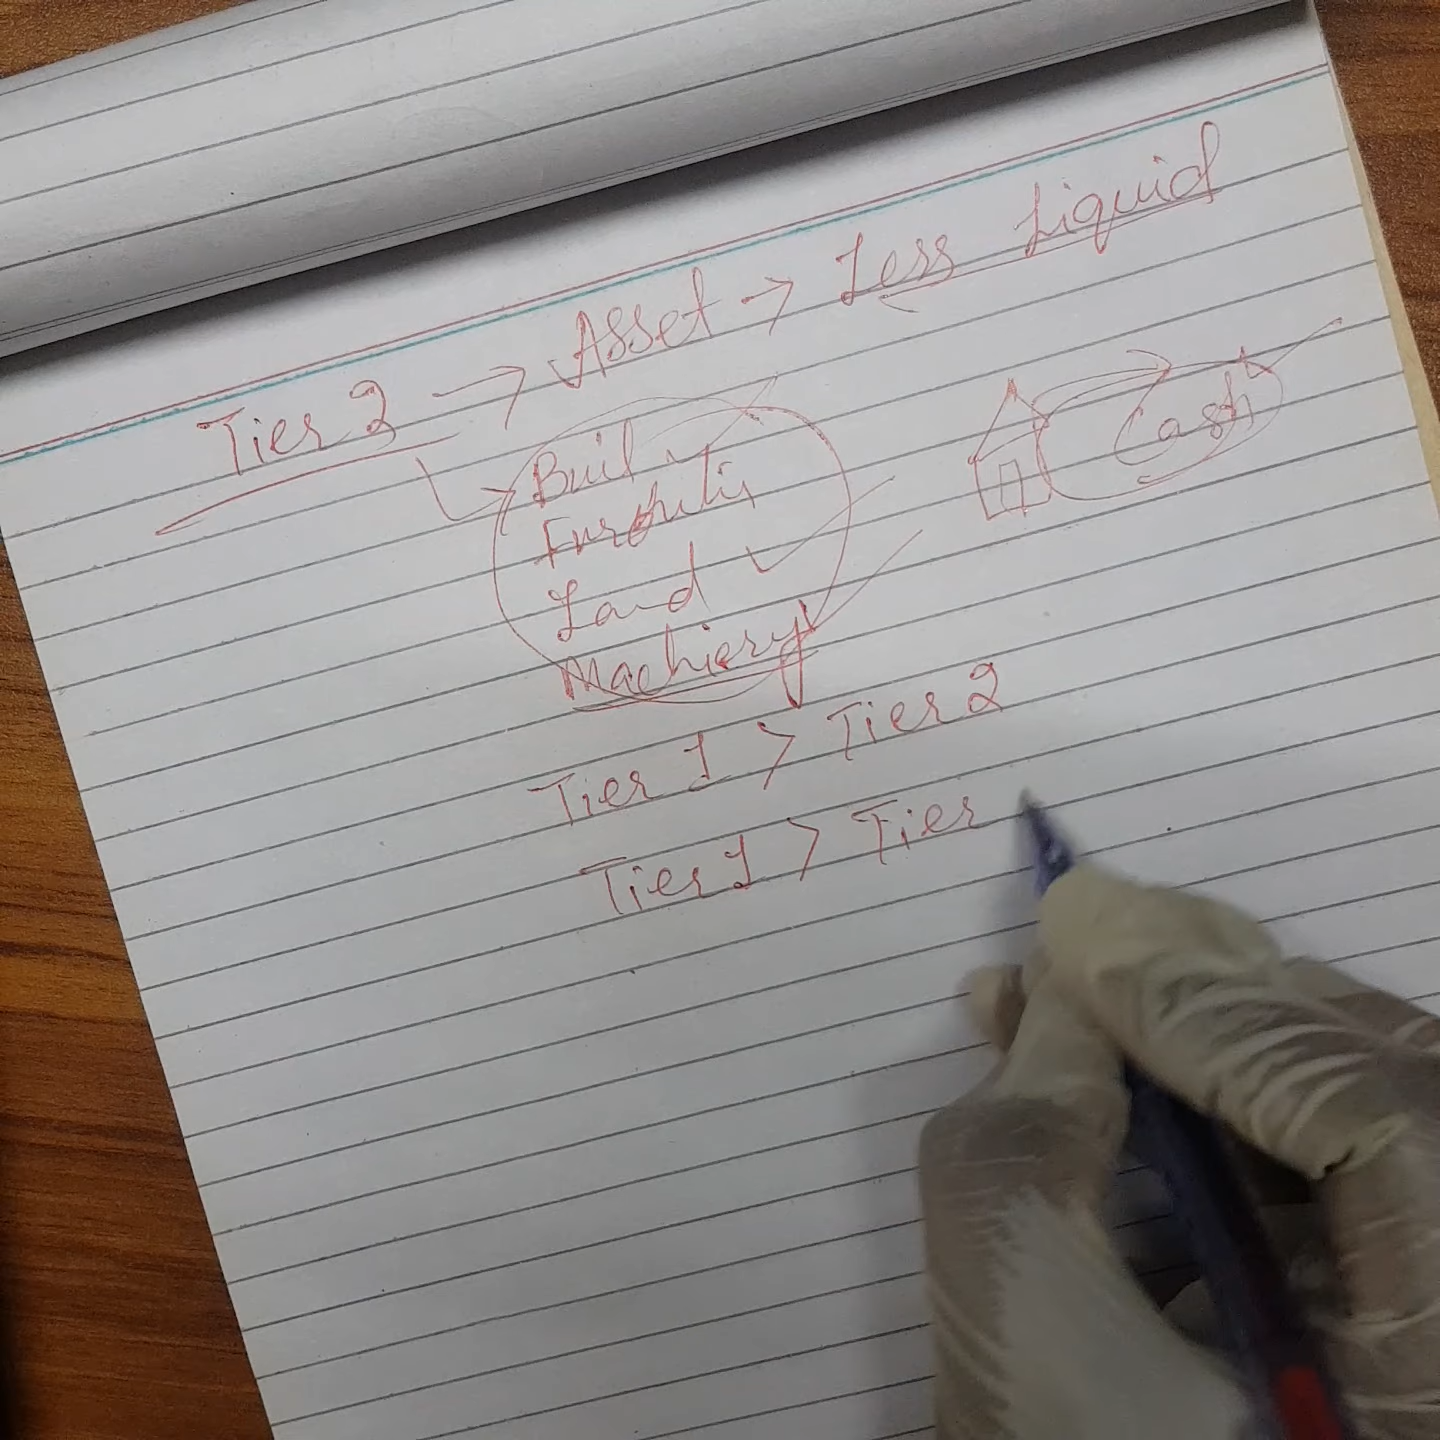 Tier 2 → Asset → Less Liquid
Buil
Land
Machiery
Cash
Tier 1 > Tier 2
Tier 1 > Tier